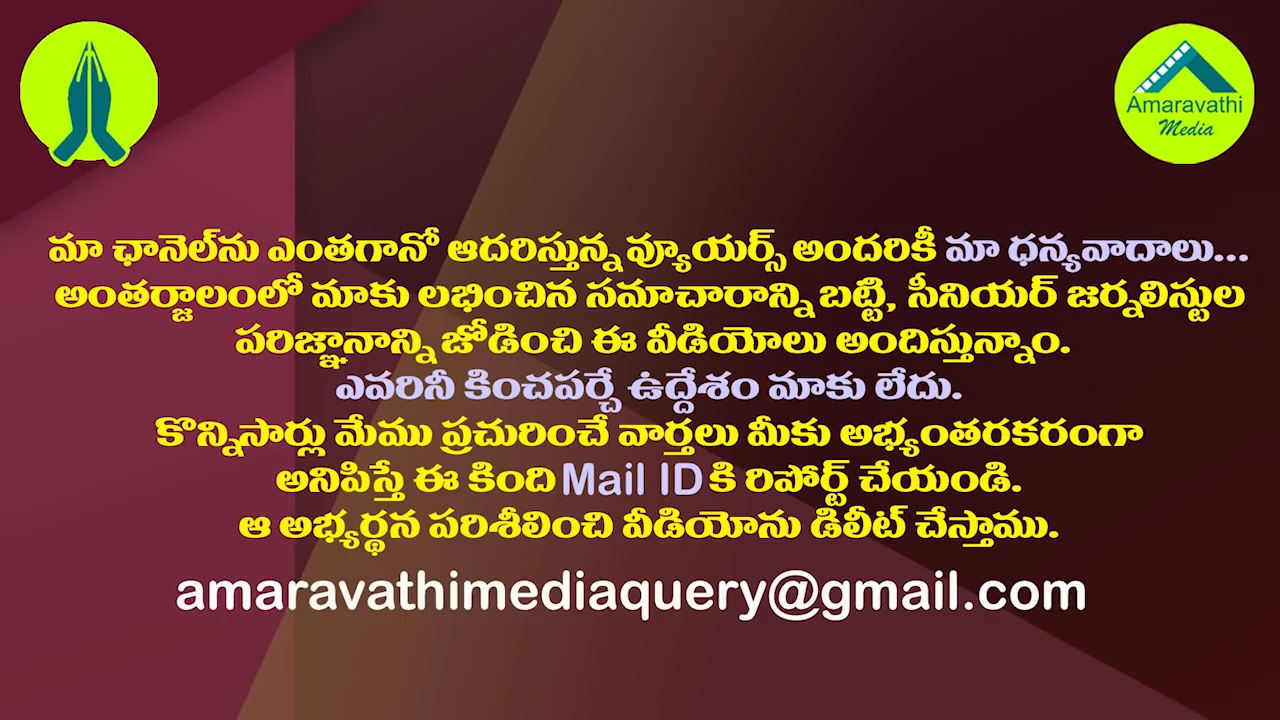 Amaravathi
Media
మా ఛానెల్‌ను ఎంతగానో ఆదరిస్తున్న వ్యూయర్స్ అందరికీ మా ధన్యవాదాలు...
అంతర్జాలంలో మాకు లభించిన సమాచారాన్ని బట్టి, సీనియర్ జర్నలిస్టుల
పరిజ్ఞానాన్ని జోడించి ఈ వీడియోలు అందిస్తున్నాం.
ఎవరినీ కించపర్చే ఉద్దేశం మాకు లేదు.
కొన్నిసార్లు మేము ప్రచురించే వార్తలు మీకు అభ్యంతరకరంగా
అనిపిస్తే ఈ కింది Mail ID కి రిపోర్ట్ చేయండి.
ఆ అభ్యర్థన పరిశీలించి వీడియోను డిలీట్ చేస్తాము.
amaravathimediaquery@gmail.com